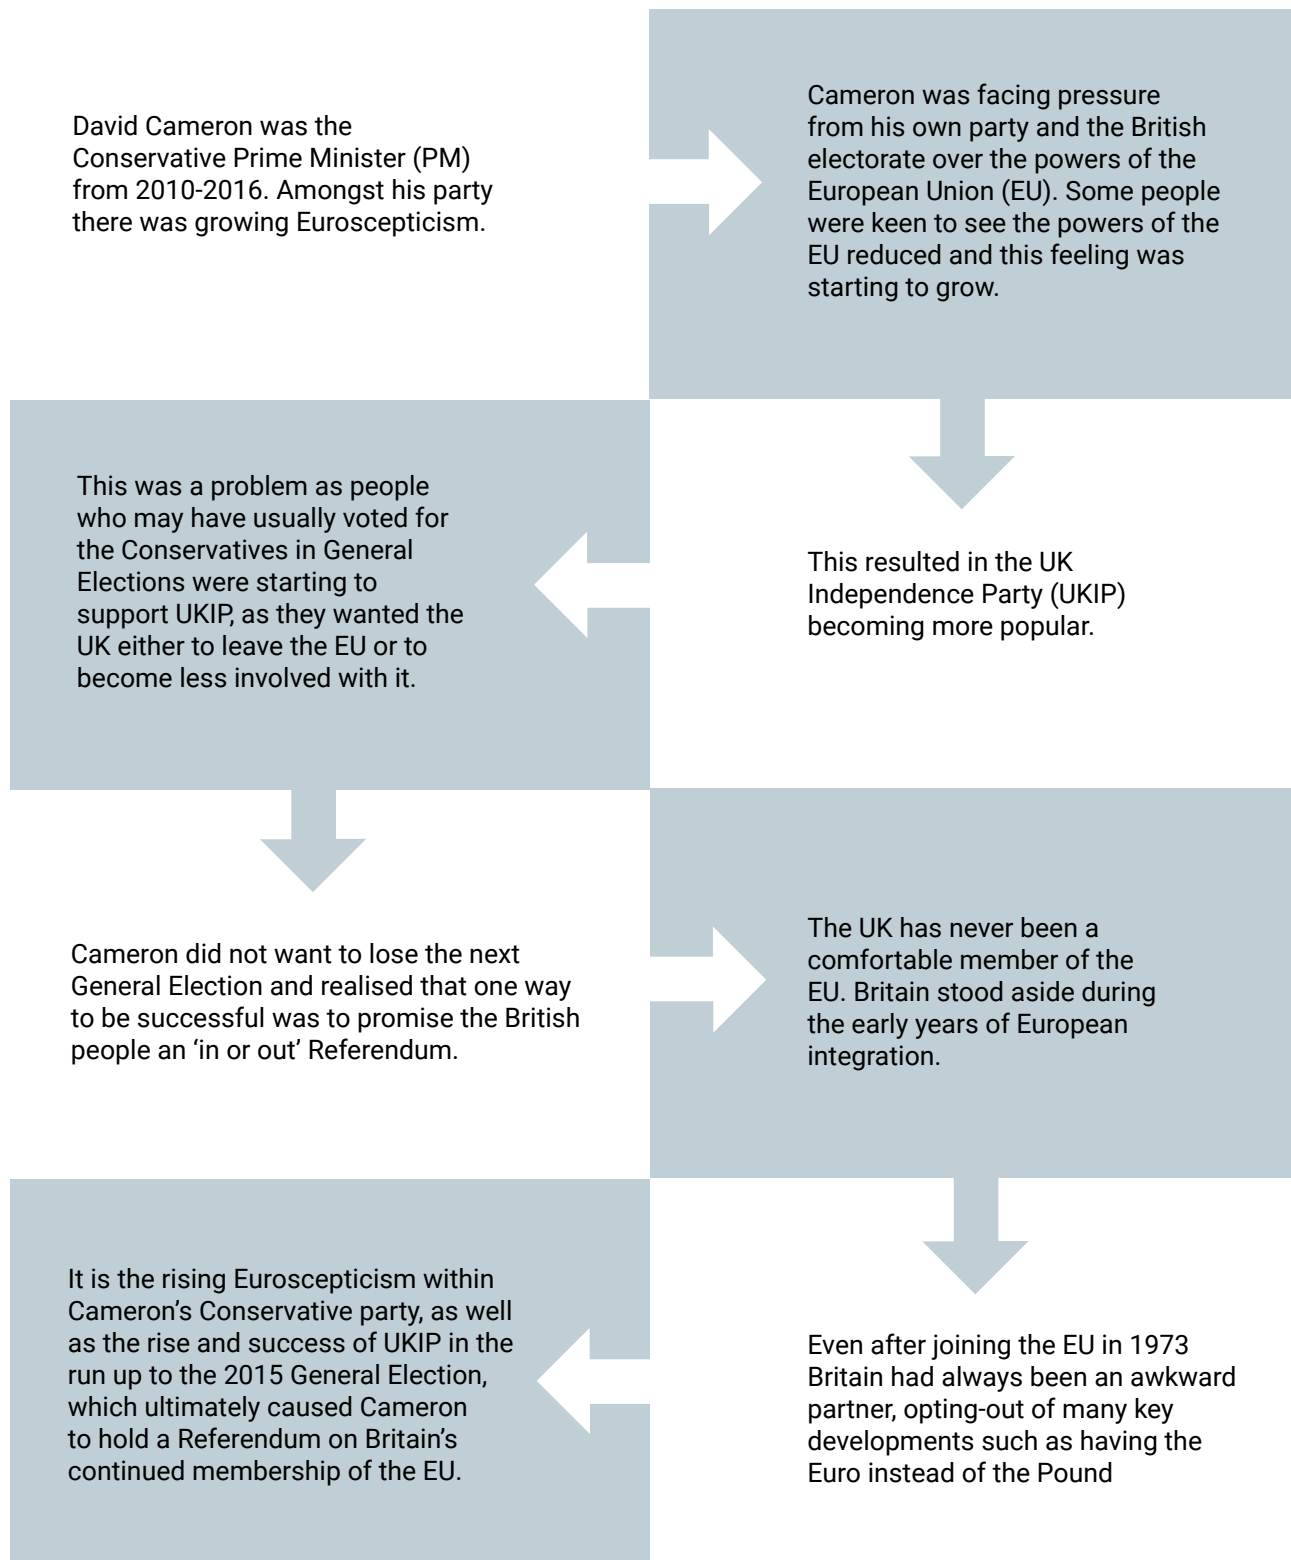 David Cameron was the
Conservative Prime Minister (PM)
from 2010-2016. Amongst his party
there was growing Euroscepticism.
Cameron was facing pressure
from his own party and the British
electorate over the powers of the
European Union (EU). Some people
were keen to see the powers of the
EU reduced and this feeling was
starting to grow.
This resulted in the UK
Independence Party (UKIP)
becoming more popular.
This was a problem as people
who may have usually voted for
the Conservatives in General
Elections were starting to
support UKIP, as they wanted the
UK either to leave the EU or to
become less involved with it.
Cameron did not want to lose the next
General Election and realised that one way
to be successful was to promise the British
people an ‘in or out’ Referendum.
The UK has never been a
comfortable member of the
EU. Britain stood aside during
the early years of European
integration.
Even after joining the EU in 1973
Britain had always been an awkward
partner, opting-out of many key
developments such as having the
Euro instead of the Pound
It is the rising Euroscepticism within
Cameron’s Conservative party, as well
as the rise and success of UKIP in the
run up to the 2015 General Election,
which ultimately caused Cameron
to hold a Referendum on Britain’s
continued membership of the EU.